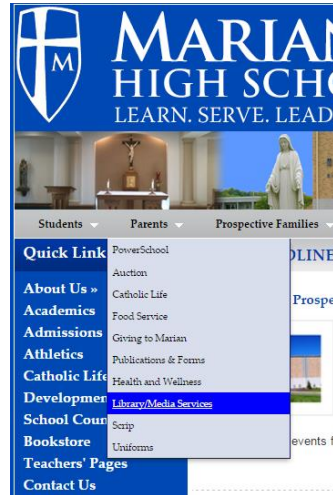 M
MARIAN
HIGH SCHO
LEARN. SERVE. LEAD
Students Parents Prospective Families
Quick Link
DLINE
PowerSchool
Auction
Catholic Life
Food Service
Giving to Marian
Publications & Forms
Health and Wellness
Library/Media Services
Scrip
Uniforms
About Us »
Academics
Admissions
Athletics
Catholic Life
Developmen
School Coun
Bookstore
Teachers' Pages
Contact Us
Prospe
events f